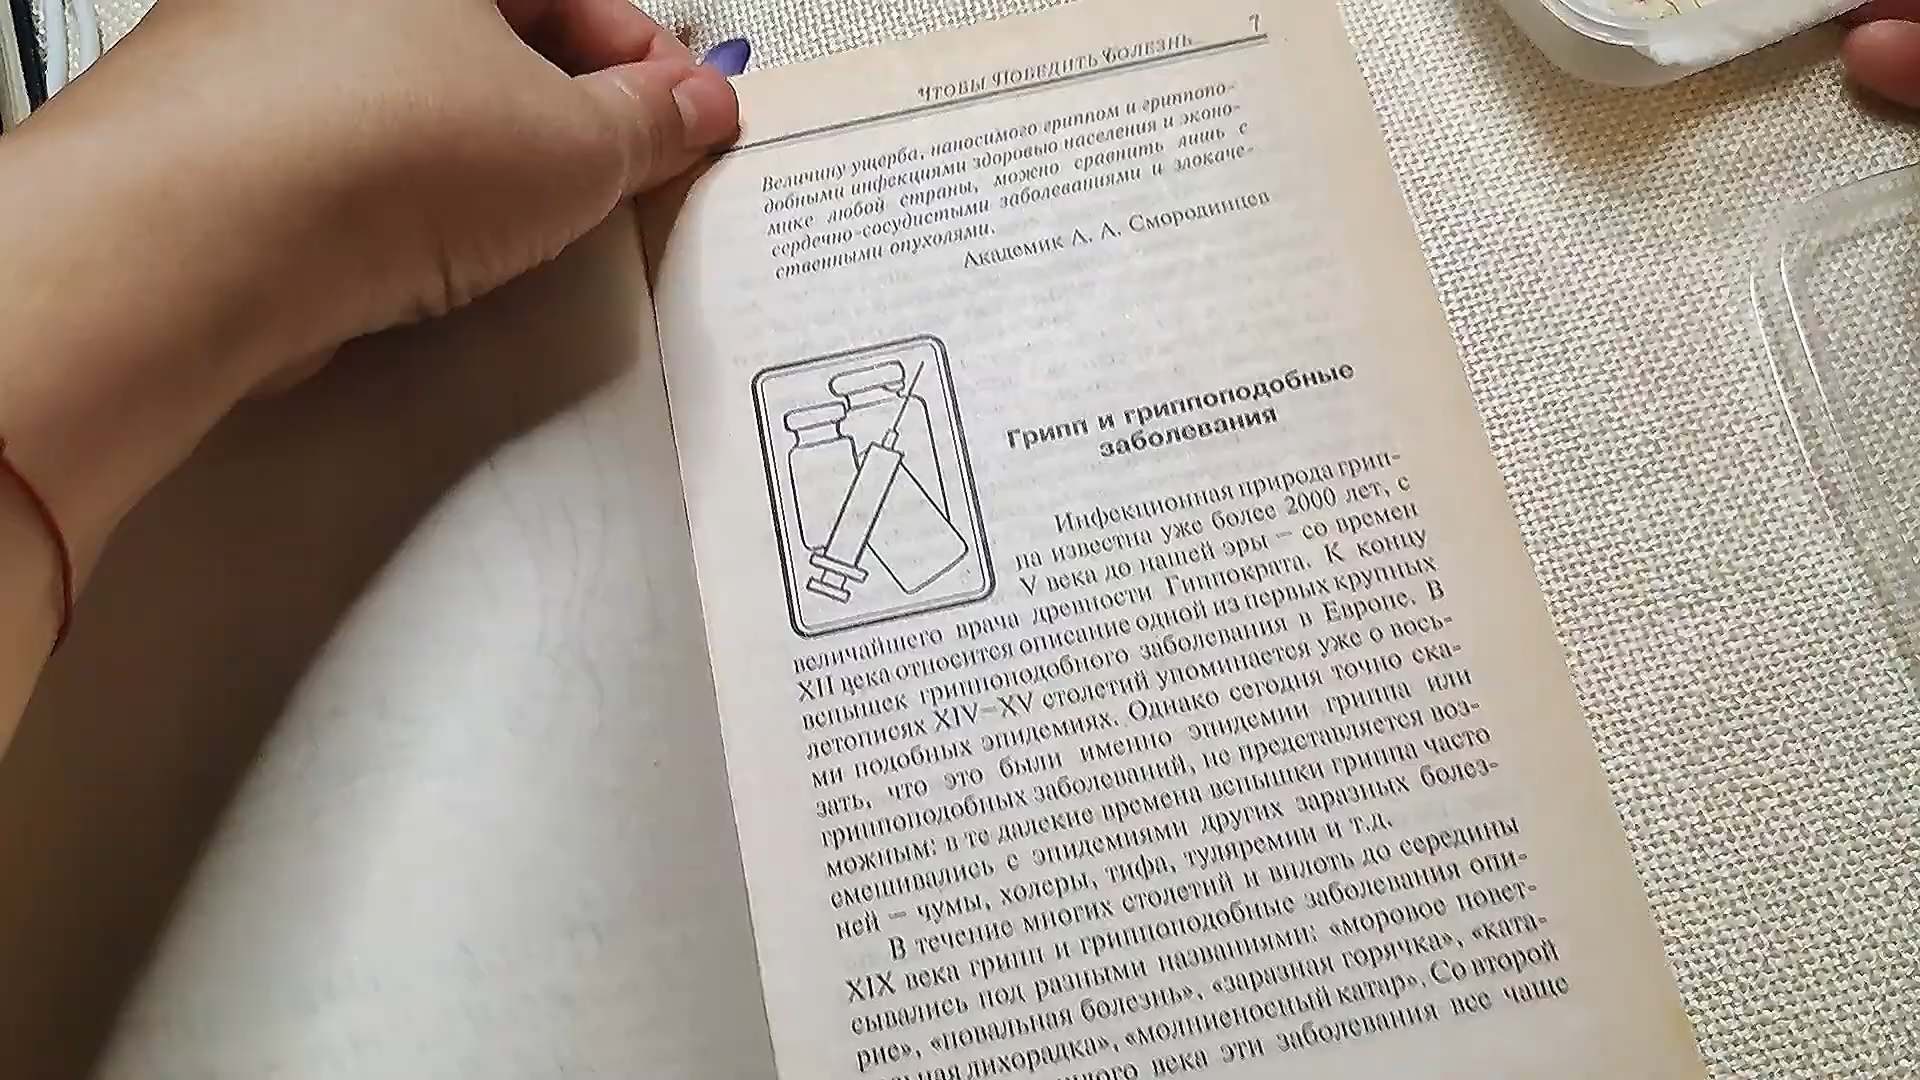 Чтобы Победить Болезнь 7
Величину ущерба, наносимого гриппом и гриппопо-
добными инфекциями здоровью населения и эконо-
мике любой страны, можно сравнить лишь с
сердечно-сосудистыми заболеваниями и злокаче-
ственными опухолями.
Академик А. А. Смородинцев
Грипп и гриппоподобные
заболевания
Инфекционная природа грип-
па известна уже более 2000 лет, с
V века до нашей эры – со времен
величайшего врача древности Гиппократа. К концу
XII века относится описание одной из первых крупных
вспышек гриппоподобного заболевания в Европе. В
летописях XIV–XV столетий упоминается уже о вось-
ми подобных эпидемиях. Однако сегодня точно ска-
зать, что это были именно эпидемии гриппа или
гриппоподобных заболеваний, не представляется воз-
можным: в те далекие времена вспышки гриппа часто
смешивались с эпидемиями других заразных болез-
ней – чумы, холеры, тифа, туляремии и т.д.
В течение многих столетий и вплоть до середины
XIX века грипп и гриппоподобные заболевания опи-
сывались под разными названиями: «моровое повет-
рие», «повальная болезнь», «заразная горячка», «ката-
лихорадка», «молниеносный катар». Со второй
века эти заболевания все чаще